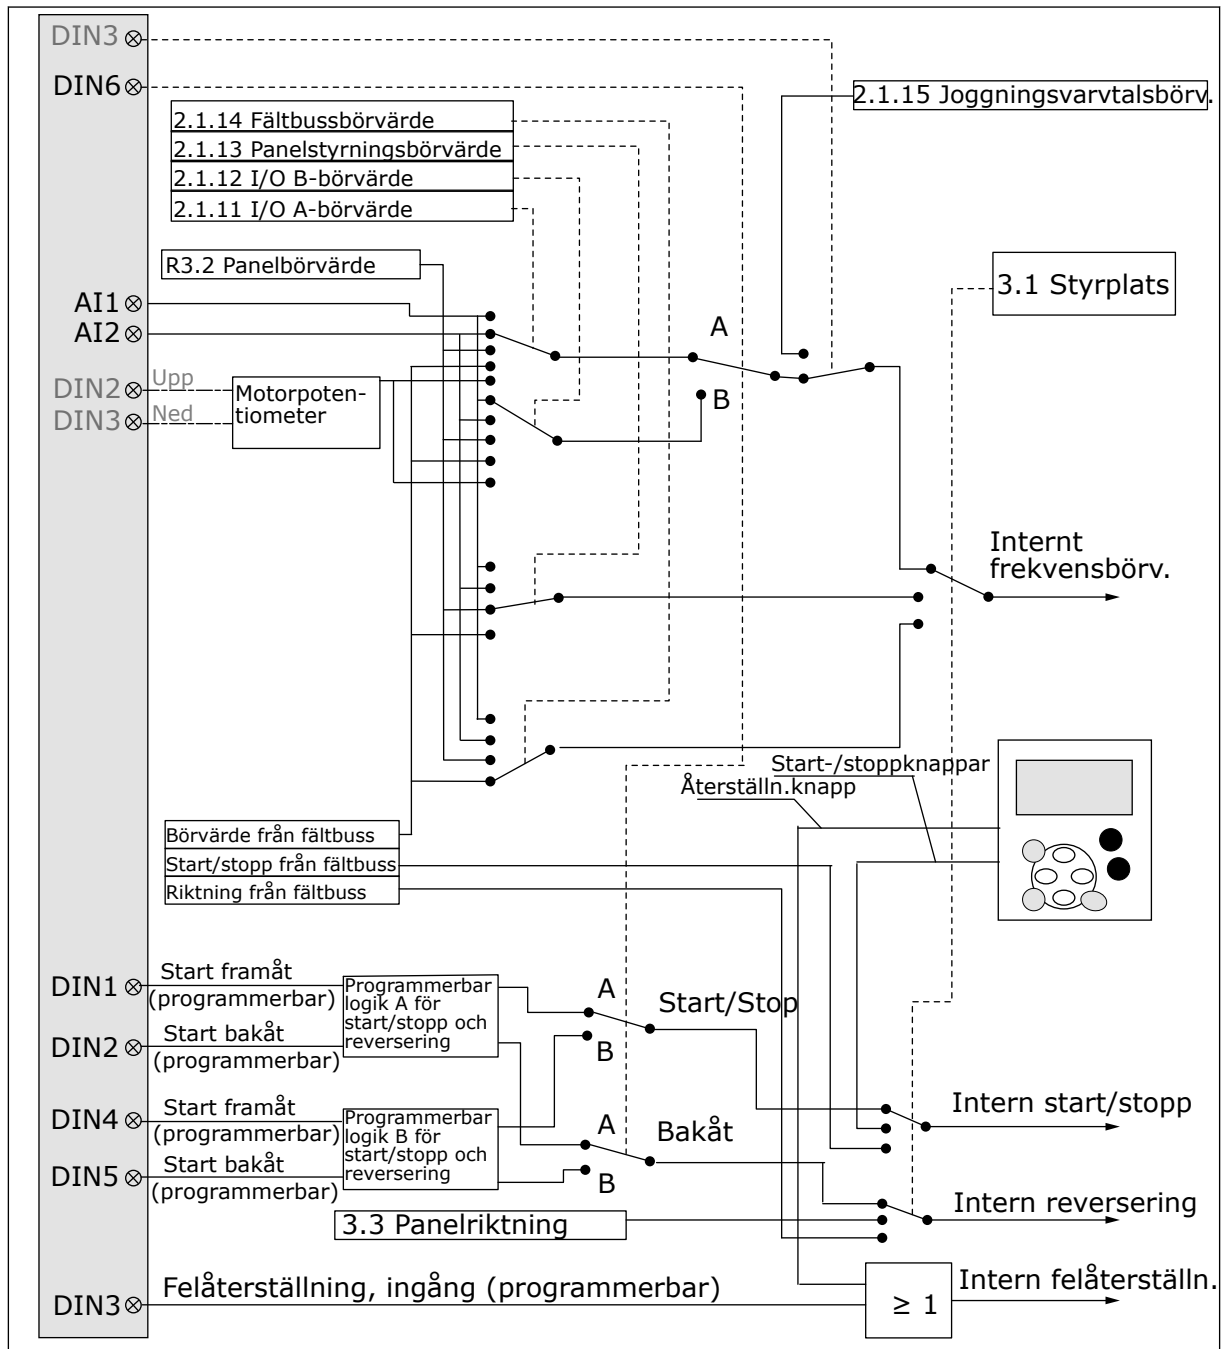 DIN3
DIN6
2.1.15 Joggningsvarvtalsbörv.
2.1.14 Fältbussbörvärde
2.1.13 Panelstyrningsbörvärde
2.1.12 I/O B-börvärde
2.1.11 I/O A-börvärde
R3.2 Panelbörvärde
3.1 Styrplats
AI1
AI2
A
B
DIN2
Upp
DIN3
Ned
Motorpoten-
tiometer
Internt
frekvensbörv.
Start-/stoppknappar
Återställn.knapp
Börvärde från fältbuss
Start/stopp från fältbuss
Riktning från fältbuss
DIN1
Start framåt
(programmerbar)
DIN2
Start bakåt
(programmerbar)
Programmerbar
logik A för
start/stopp och
reversering
A
B
Start/Stop
DIN4
Start framåt
(programmerbar)
DIN5
Start bakåt
(programmerbar)
Programmerbar
logik B för
start/stopp och
reversering
A
B
Bakåt
Intern start/stopp
3.3 Panelriktning
Intern reversering
DIN3
Felåterställning, ingång (programmerbar)
≥ 1
Intern felåterställn.